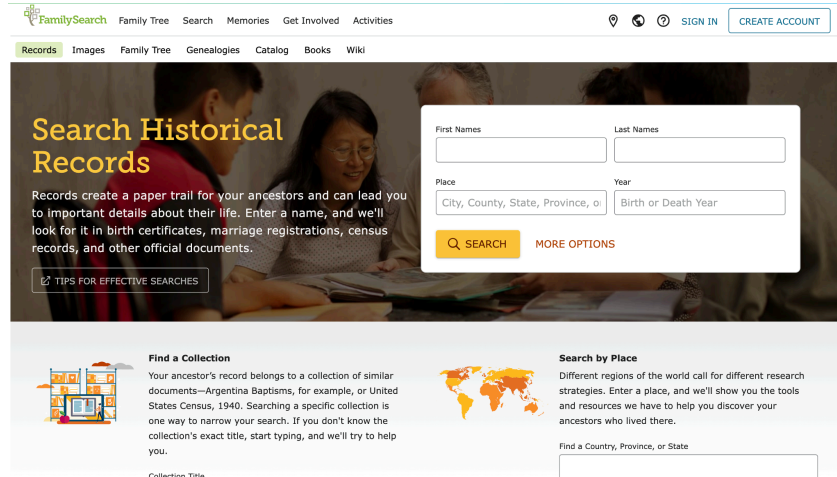 FamilySearch Family Tree Search Memories Get Involved Activities SIGN IN CREATE ACCOUNT
Records Images Family Tree Genealogies Catalog Books Wiki
Search Historical
Records
Records create a paper trail for your ancestors and can lead you
to important details about their life. Enter a name, and we'll
look for it in birth certificates, marriage registrations, census
records, and other official documents.
TIPS FOR EFFECTIVE SEARCHES
First Names Last Names
Place Year
City, County, State, Province, or Birth or Death Year
SEARCH MORE OPTIONS
Find a Collection
Your ancestor's record belongs to a collection of similar
documents—Argentina Baptisms, for example, or United
States Census, 1940. Searching a specific collection is
one way to narrow your search. If you don't know the
collection's exact title, start typing, and we'll try to help
you.
Collection Title
Search by Place
Different regions of the world call for different research
strategies. Enter a place, and we'll show you the tools
and resources we have to help you discover your
ancestors who lived there.
Find a Country, Province, or State